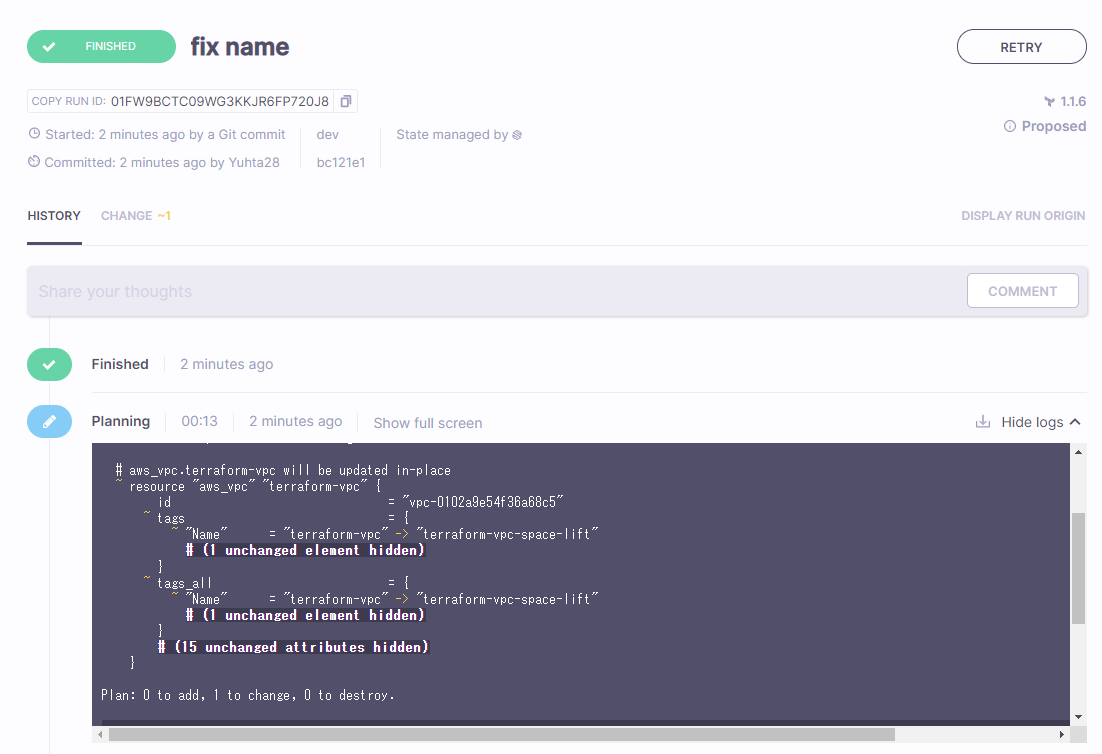 FINISHED fix name RETRY
COPY RUN ID: 01FW9BCTC09WG3KKJR6FP720J8 1.1.6
Started: 2 minutes ago by a Git commit dev State managed by Proposed
Committed: 2 minutes ago by Yuhta28 bc121e1
HISTORY CHANGE ~1 DISPLAY RUN ORIGIN
Share your thoughts COMMENT
Finished 2 minutes ago
Planning 00:13 2 minutes ago Show full screen Hide logs
# aws_vpc.terraform-vpc will be updated in-place
~ resource "aws_vpc" "terraform-vpc" {
id = "vpc-0102a9e54f36a68c5"
~ tags = {
~ "Name" = "terraform-vpc" -> "terraform-vpc-space-lift"
# (1 unchanged element hidden)
}
~ tags_all = {
~ "Name" = "terraform-vpc" -> "terraform-vpc-space-lift"
# (1 unchanged element hidden)
}
# (15 unchanged attributes hidden)
}
Plan: 0 to add, 1 to change, 0 to destroy.